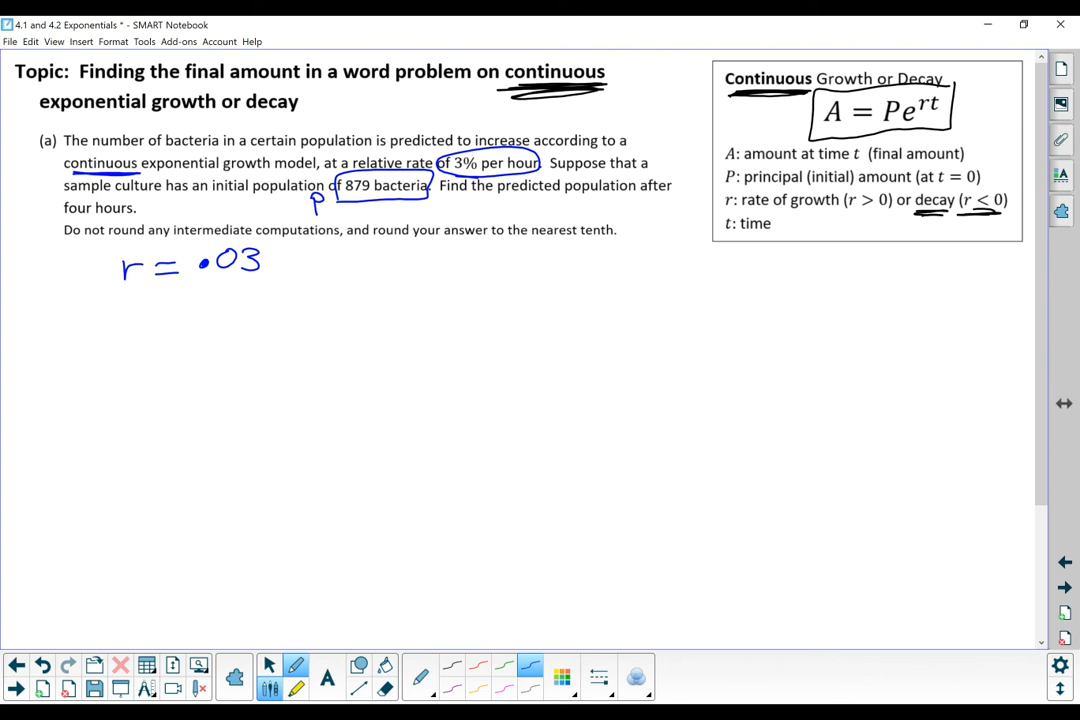 4.1 and 4.2 Exponentials * - SMART Notebook
File Edit View Insert Format Tools Add-ons Account Help
Topic: Finding the final amount in a word problem on continuous
exponential growth or decay
(a) The number of bacteria in a certain population is predicted to increase according to a
continuous exponential growth model, at a relative rate of 3% per hour. Suppose that a
sample culture has an initial population of 879 bacteria. Find the predicted population after
four hours.
P
Do not round any intermediate computations, and round your answer to the nearest tenth.
r = .03
Continuous Growth or Decay
A = Pe^{rt}
A: amount at time t (final amount)
P: principal (initial) amount (at t = 0)
r: rate of growth (r > 0) or decay (r < 0)
t: time